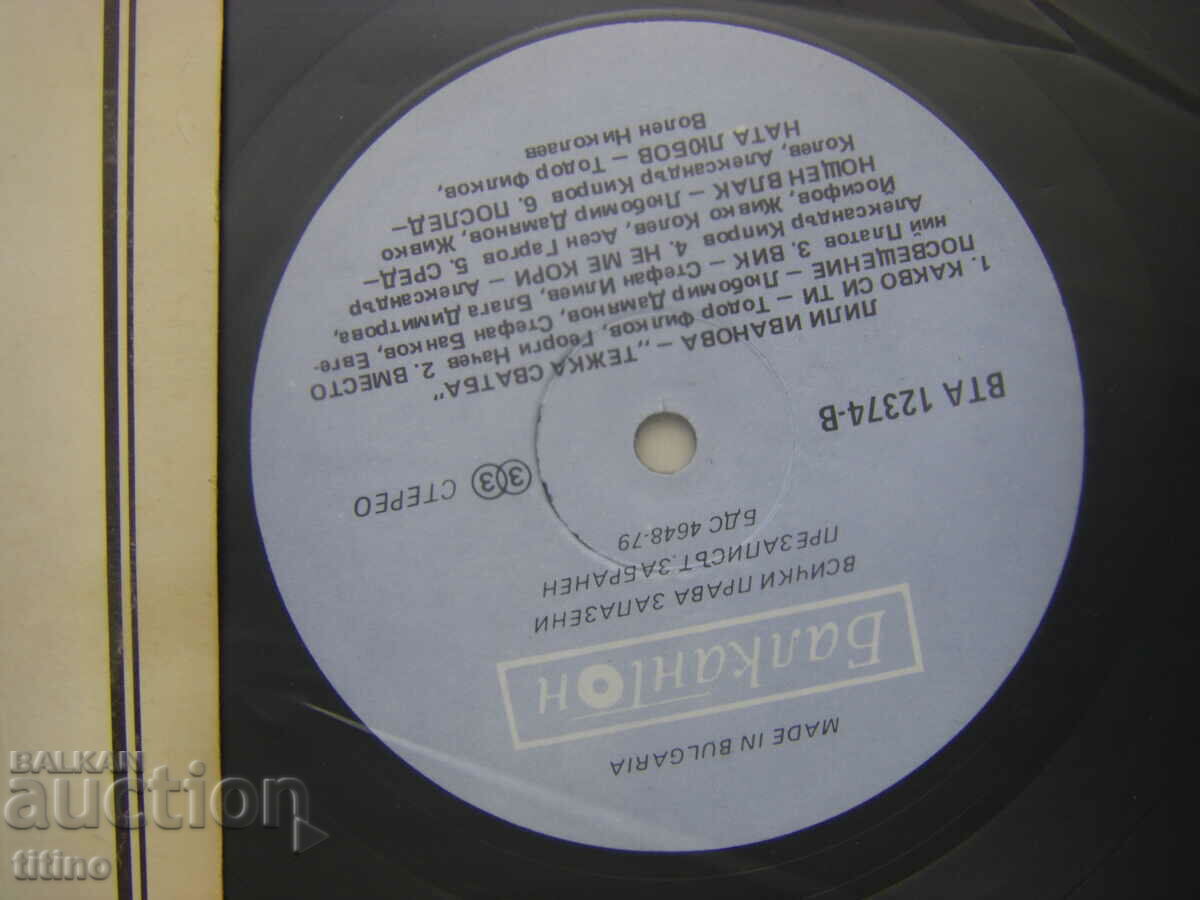 MADE IN BULGARIA
Балкантон
ВСИЧКИ ПРАВА ЗАПАЗЕНИ
ПРЕЗАПИСЪТ ЗАБРАНЕН
БДС 4648-79
ВТА 12374-В
33 СТЕРЕО
ЛИЛИ ИВАНОВА – „ТЕЖКА СВАТБА"
1. КАКВО СИ ТИ – Тодор Филков, Георги Начев 2. ВМЕСТО
ПОСВЕЩЕНИЕ – Любомир Дамянов, Стефан Банков, Евге-
ний Платов 3. ВИК – Стефан Илиев, Блага Димитрова,
Александър Кипров 4. НЕ МЕ КОРИ – Александър
Йосифов, Живко Колев, Асен Гаргов 5. СРЕД–
НОЩЕН ВЛАК – Любомир Дамянов, Живко
Колев, Александър Кипров 6. ПОСЛЕД–
НАТА ЛЮБОВ – Тодор Филков,
Волен Николаев
BALKAN
auction
titino